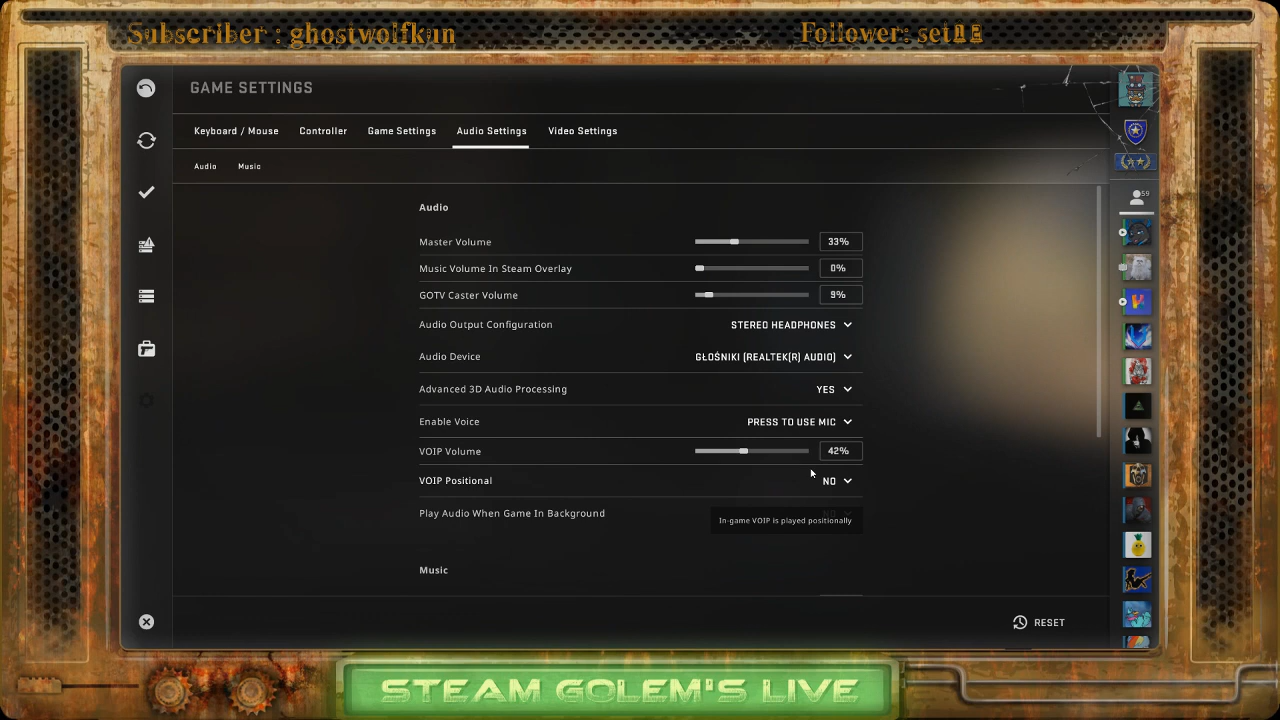 Subscriber : ghostwolfkun
Follower: set12
GAME SETTINGS
Keyboard / Mouse Controller Game Settings Audio Settings Video Settings
Audio Music
59
Audio
Master Volume 33%
Music Volume In Steam Overlay 0%
GOTV Caster Volume 9%
Audio Output Configuration STEREO HEADPHONES
Audio Device GŁOŚNIKI (REALTEK(R) AUDIO)
Advanced 3D Audio Processing YES
Enable Voice PRESS TO USE MIC
VOIP Volume 42%
VOIP Positional NO
Play Audio When Game In Background NO
In-game VOIP is played positionally
Music
RESET
STEAM GOLEM'S LIVE